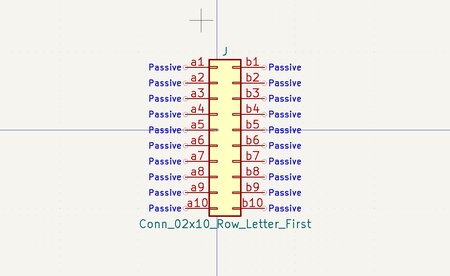 J
Passive a1 b1 Passive
Passive a2 b2 Passive
Passive a3 b3 Passive
Passive a4 b4 Passive
Passive a5 b5 Passive
Passive a6 b6 Passive
Passive a7 b7 Passive
Passive a8 b8 Passive
Passive a9 b9 Passive
Passive a10 b10 Passive
Conn_02x10_Row_Letter_First